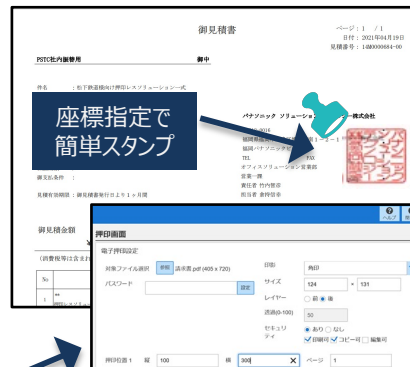 御見積書
ページ: 1 / 1
日付: 2021年04月19日
見積番号: 14M0000684-00
PSTC社内振替用 御中
件名 : 松下鉄道模向け押印レスソリューション一式
座標指定で
簡単スタンプ
パナソニック ソリューション
株式会社
福岡パナソニックビル
TEL FAX
オフィスソリューション営業部
営業一課
責任者 竹内智彦
担当者 倉持信彦
御支払条件 :
見積有効期限 : 御見積書発行日より1ヶ月間
御見積金額
(消費税等は含まれ
No
1 **
押印画面
電子押印設定
対象ファイル選択 参照 請求書.pdf (405 x 720)
印影 角印
パスワード 設定
サイズ 124 × 131
レイヤー 前 後
透過(0-100) 50
セキュリティ あり なし
印刷可 コピー可 編集可
押印位置 1 縦 100 横 300 X ページ 1